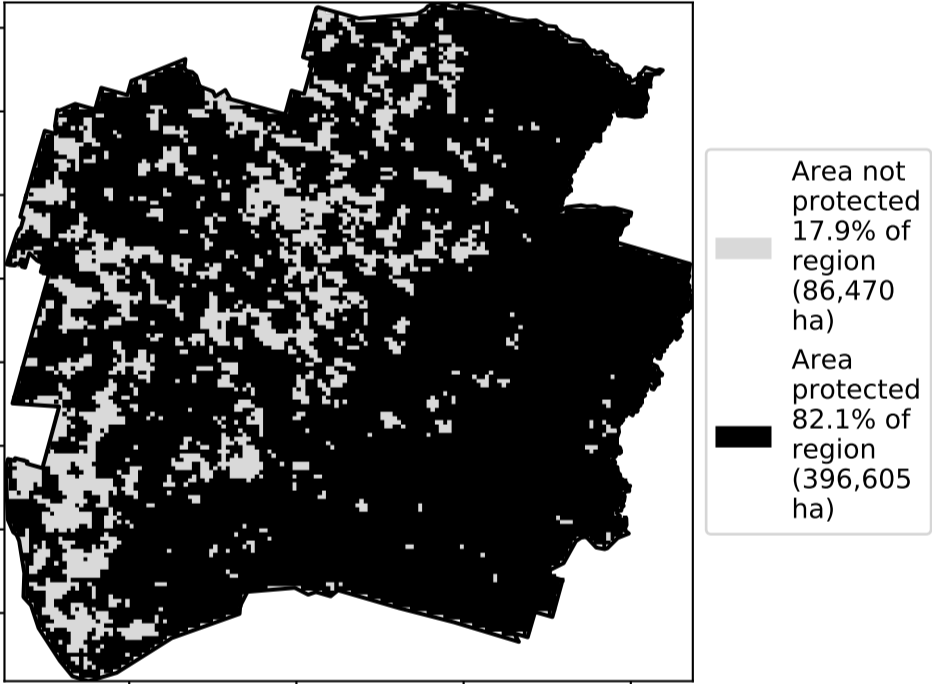 Area not
protected
17.9% of
region
(86,470
ha)
Area
protected
82.1% of
region
(396,605
ha)